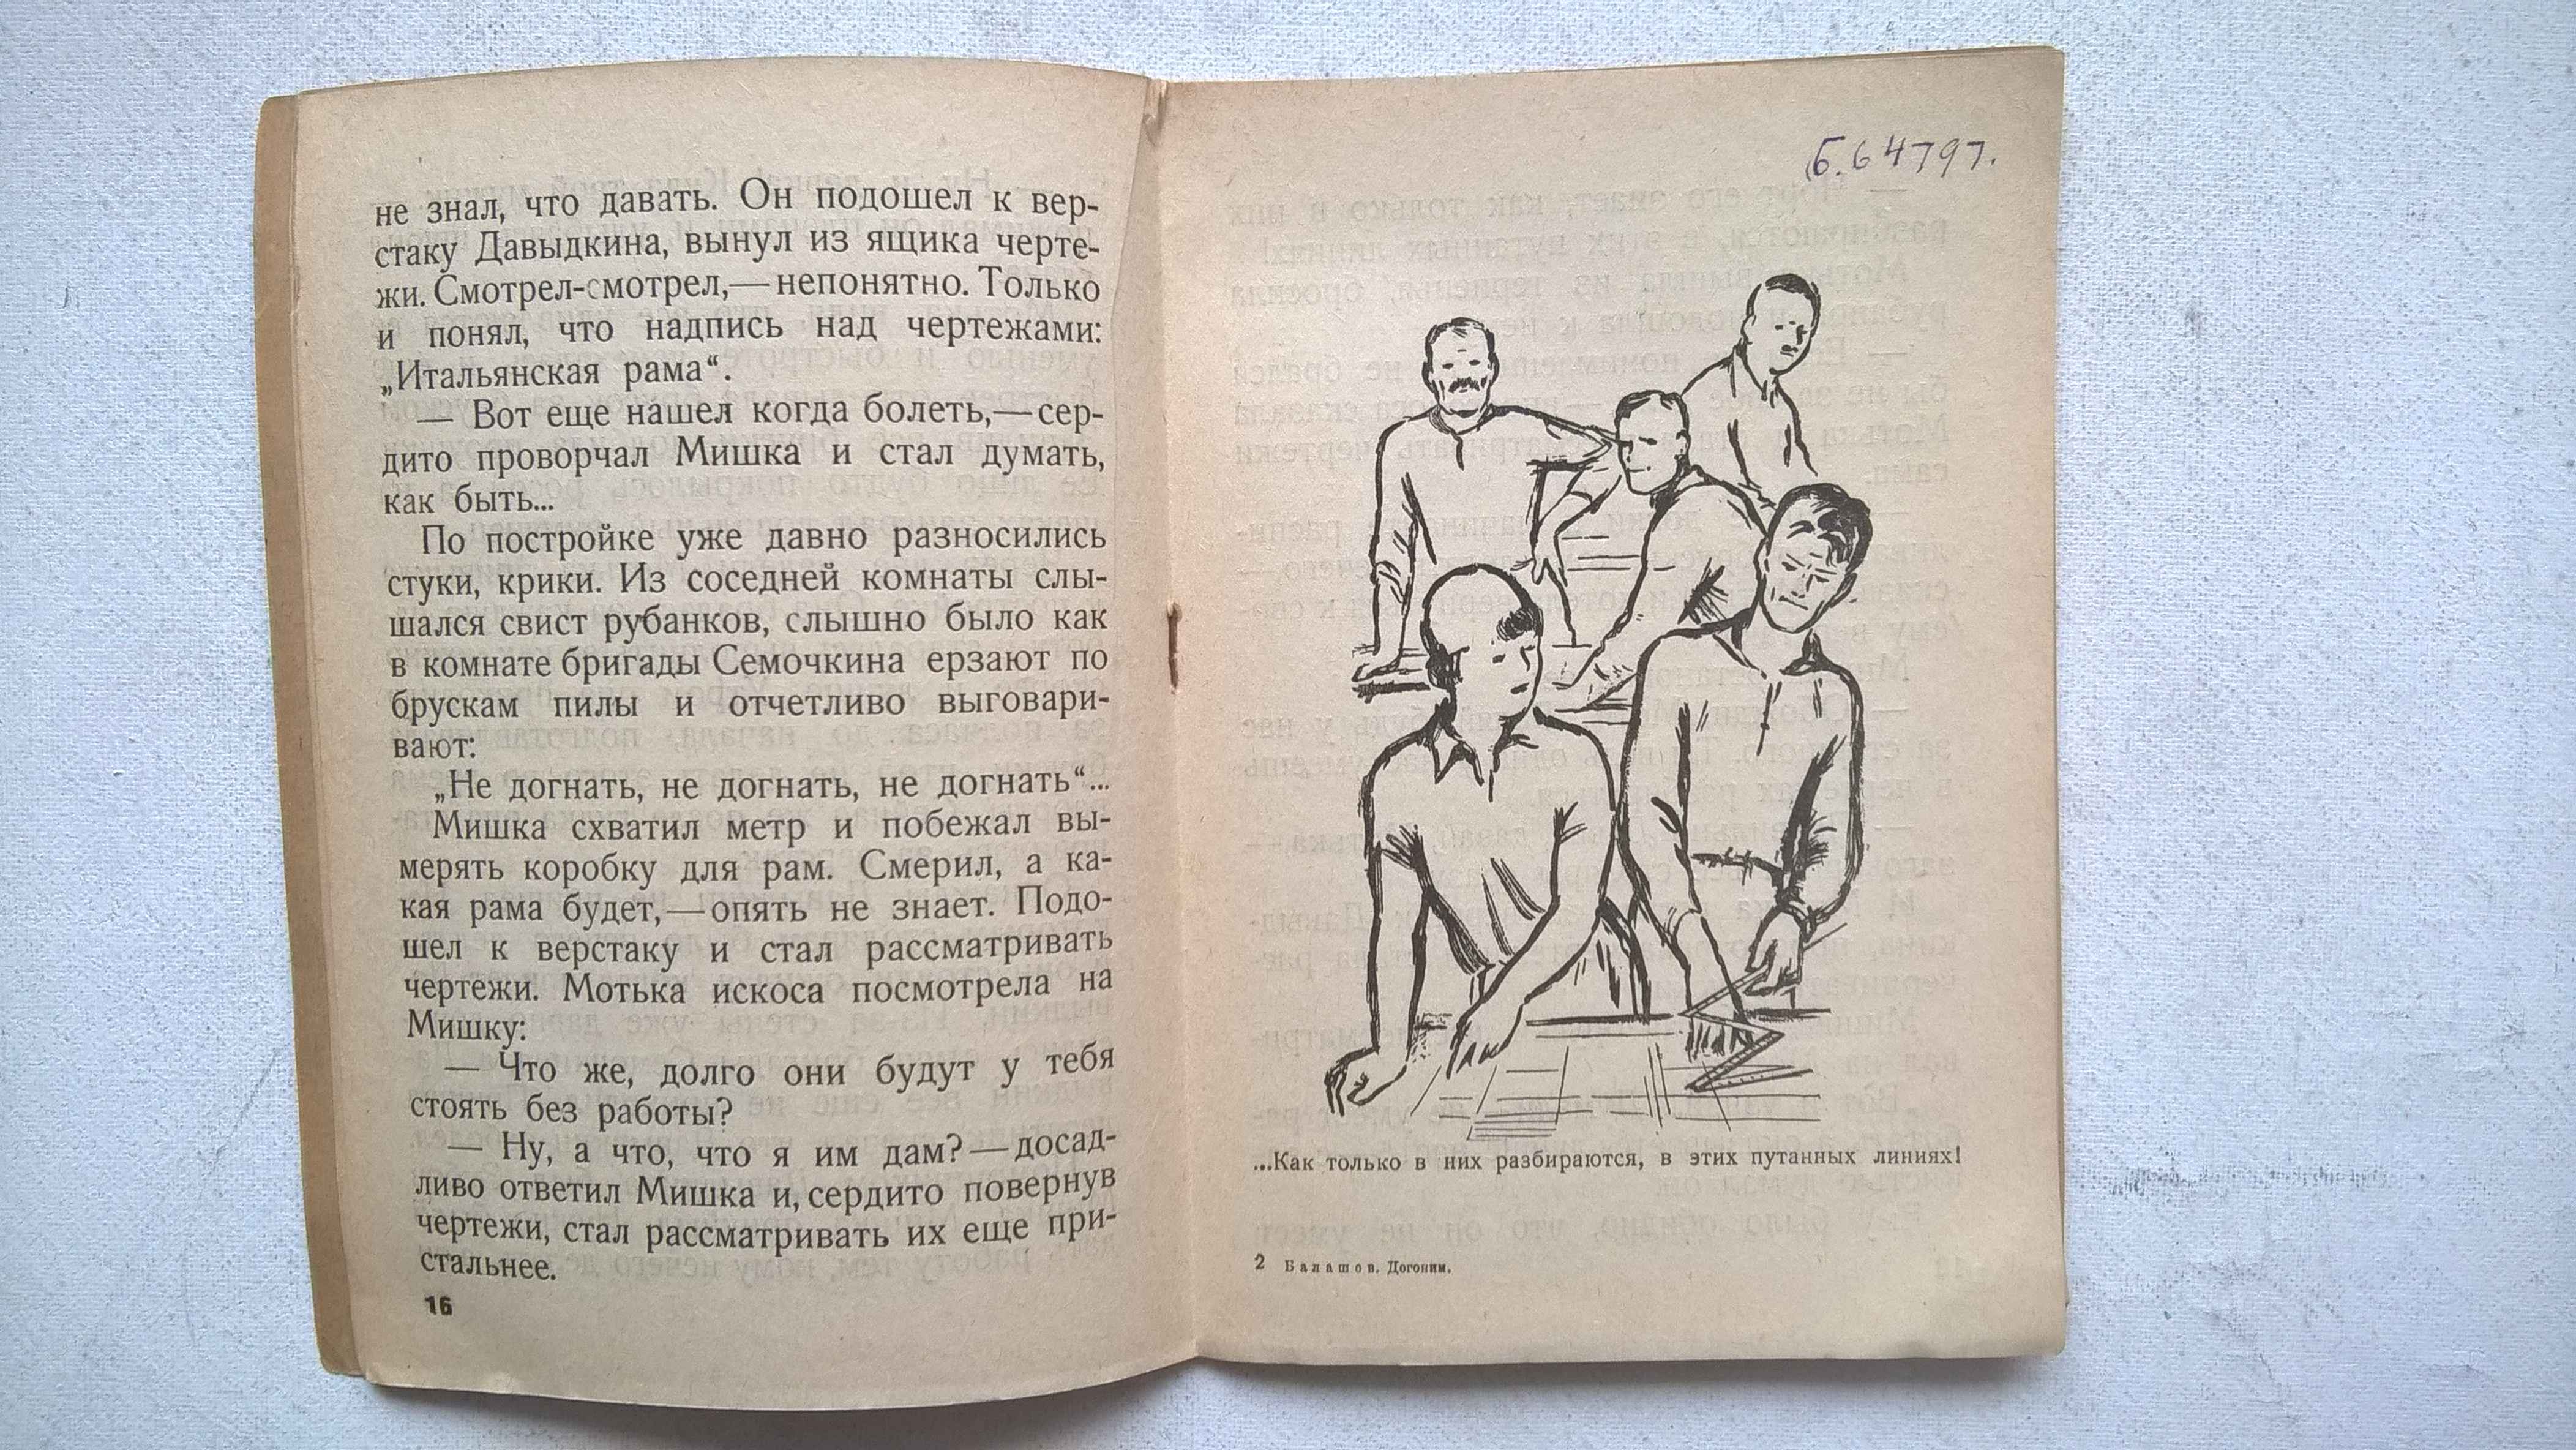 не знал, что давать. Он подошел к вер-
стаку Давыдкина, вынул из ящика черте-
жи. Смотрел-смотрел,—непонятно. Только
и понял, что надпись над чертежами:
„Итальянская рама“.
— Вот еще нашел когда болеть,—сер-
дито проворчал Мишка и стал думать,
как быть...
По постройке уже давно разносились
стуки, крики. Из соседней комнаты слы-
шался свист рубанков, слышно было как
в комнате бригады Семочкина ерзают по
брускам пилы и отчетливо выговари-
вают:
„Не догнать, не догнать, не догнать“...
Мишка схватил метр и побежал вы-
мерять коробку для рам. Смерил, а ка-
кая рама будет,—опять не знает. Подо-
шел к верстаку и стал рассматривать
чертежи. Мотька искоса посмотрела на
Мишку:
— Что же, долго они будут у тебя
стоять без работы?
— Ну, а что, что я им дам?—досад-
ливо ответил Мишка и, сердито повернув
чертежи, стал рассматривать их еще при-
стальнее.
16
Б.64797.
...Как только в них разбираются, в этих путанных линиях!
2 Балашов. Догоним.